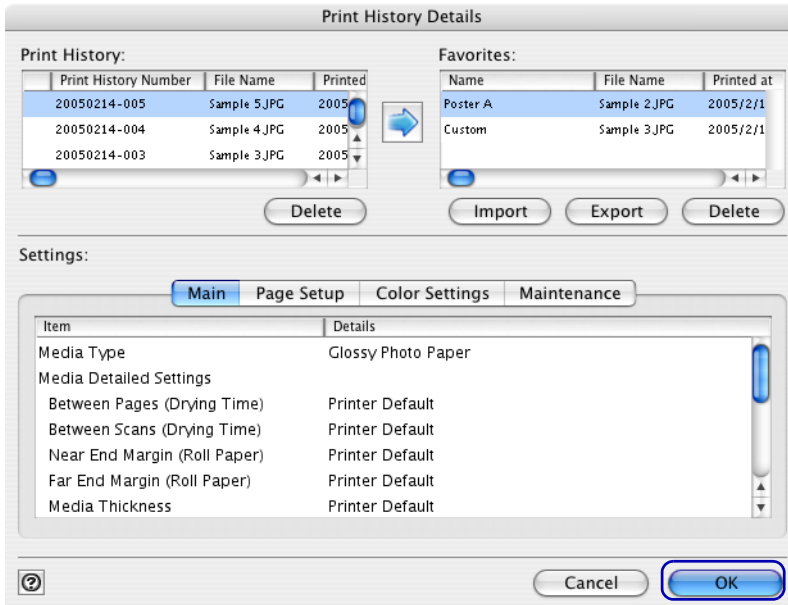 Print History Details
Print History: Favorites:
Print History Number File Name Printed Name File Name Printed at
20050214-005 Sample 5.JPG 2005 Poster A Sample 2.JPG 2005/2/1
20050214-004 Sample 4.JPG 2005 Custom Sample 3.JPG 2005/2/1
20050214-003 Sample 3.JPG 2005
Delete Import Export Delete
Settings:
Main Page Setup Color Settings Maintenance
Item Details
Media Type Glossy Photo Paper
Media Detailed Settings
Between Pages (Drying Time) Printer Default
Between Scans (Drying Time) Printer Default
Near End Margin (Roll Paper) Printer Default
Far End Margin (Roll Paper) Printer Default
Media Thickness Printer Default
? Cancel OK